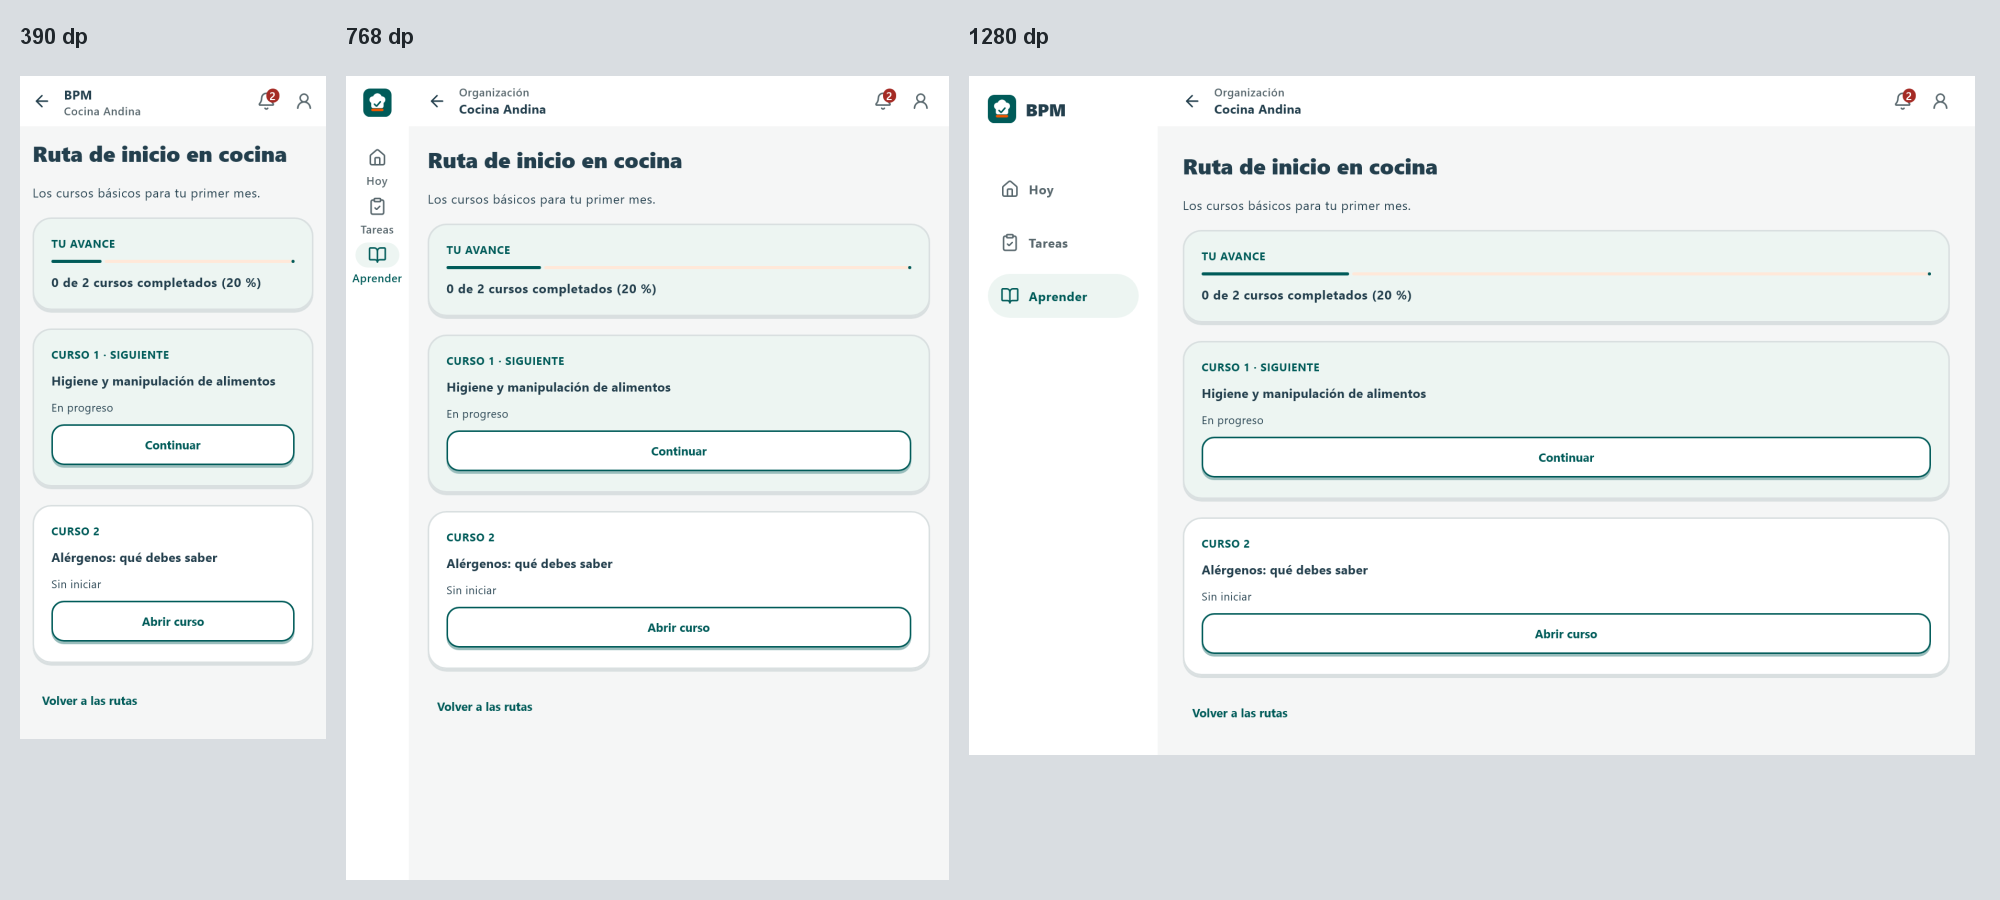 390 dp
BPM
Cocina Andina
2
Ruta de inicio en cocina
Los cursos básicos para tu primer mes.
TU AVANCE
0 de 2 cursos completados (20 %)
CURSO 1 · SIGUIENTE
Higiene y manipulación de alimentos
En progreso
Continuar
CURSO 2
Alérgenos: qué debes saber
Sin iniciar
Abrir curso
Volver a las rutas
768 dp
Hoy
Tareas
Aprender
Organización
Cocina Andina
2
Ruta de inicio en cocina
Los cursos básicos para tu primer mes.
TU AVANCE
0 de 2 cursos completados (20 %)
CURSO 1 · SIGUIENTE
Higiene y manipulación de alimentos
En progreso
Continuar
CURSO 2
Alérgenos: qué debes saber
Sin iniciar
Abrir curso
Volver a las rutas
1280 dp
BPM
Hoy
Tareas
Aprender
Organización
Cocina Andina
2
Ruta de inicio en cocina
Los cursos básicos para tu primer mes.
TU AVANCE
0 de 2 cursos completados (20 %)
CURSO 1 · SIGUIENTE
Higiene y manipulación de alimentos
En progreso
Continuar
CURSO 2
Alérgenos: qué debes saber
Sin iniciar
Abrir curso
Volver a las rutas